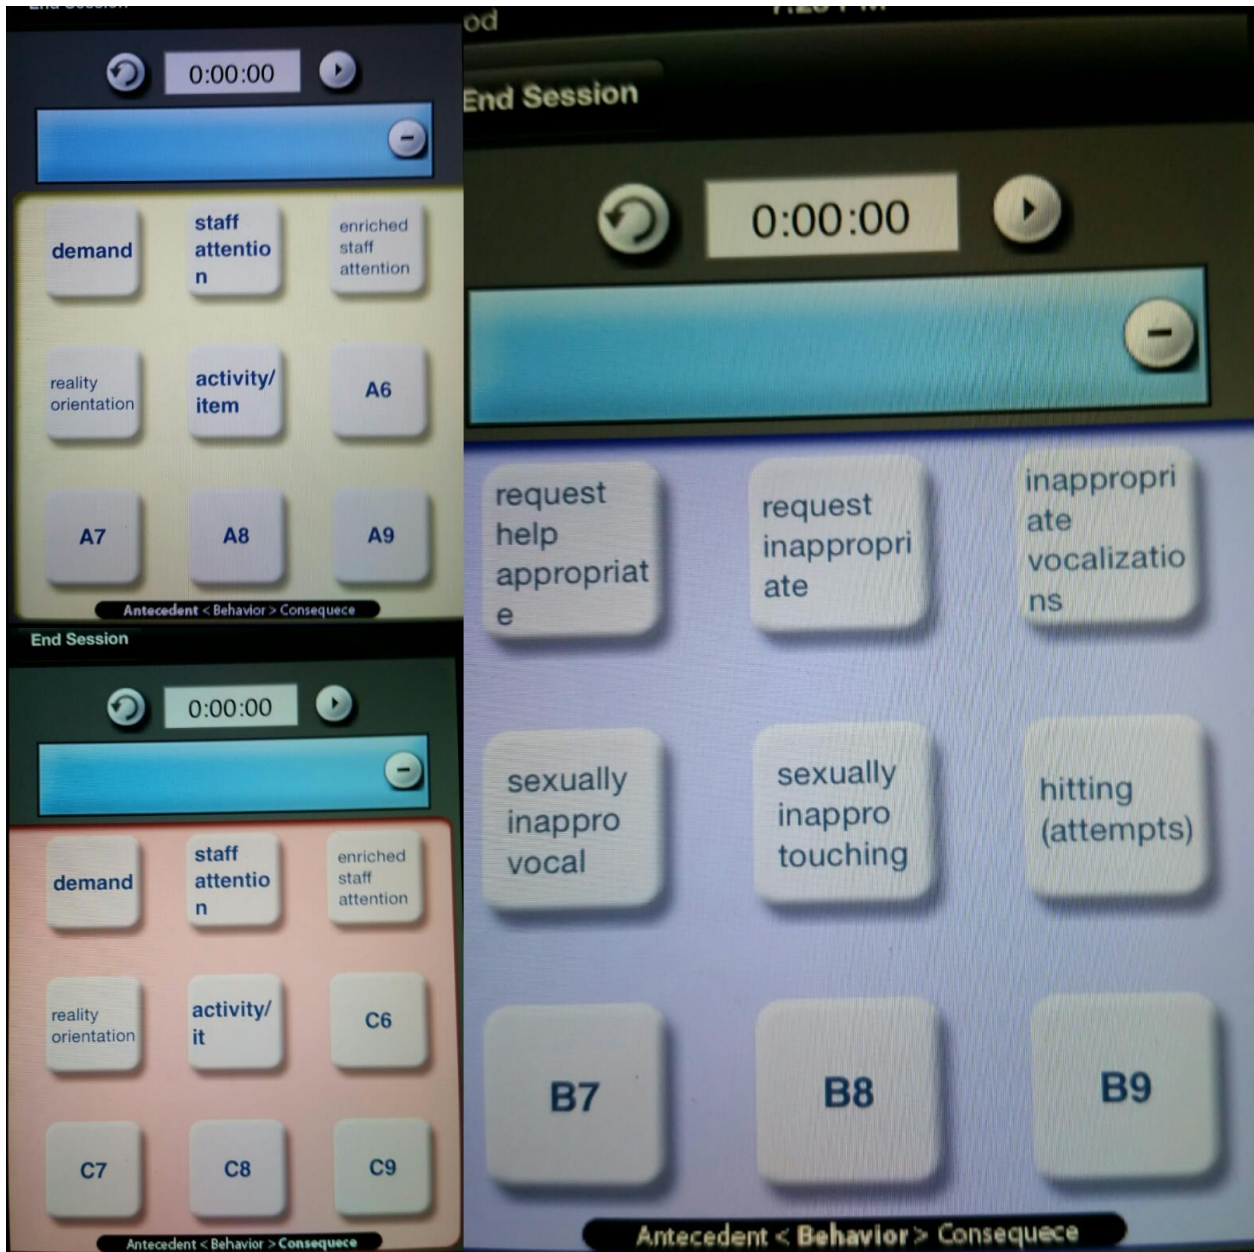 End Session
0:00:00
demand
staff
attentio
n
enriched
staff
attention
reality
orientation
activity/
item
A6
A7
A8
A9
Antecedent < Behavior > Consequece
End Session
0:00:00
demand
staff
attentio
n
enriched
staff
attention
reality
orientation
activity/
it
C6
C7
C8
C9
Antecedent < Behavior > Consequece
od
7:28 PM
End Session
0:00:00
request
help
appropriat
e
request
inappropri
ate
inappropri
ate
vocalizatio
ns
sexually
inappro
vocal
sexually
inappro
touching
hitting
(attempts)
B7
B8
B9
Antecedent < Behavior > Consequece